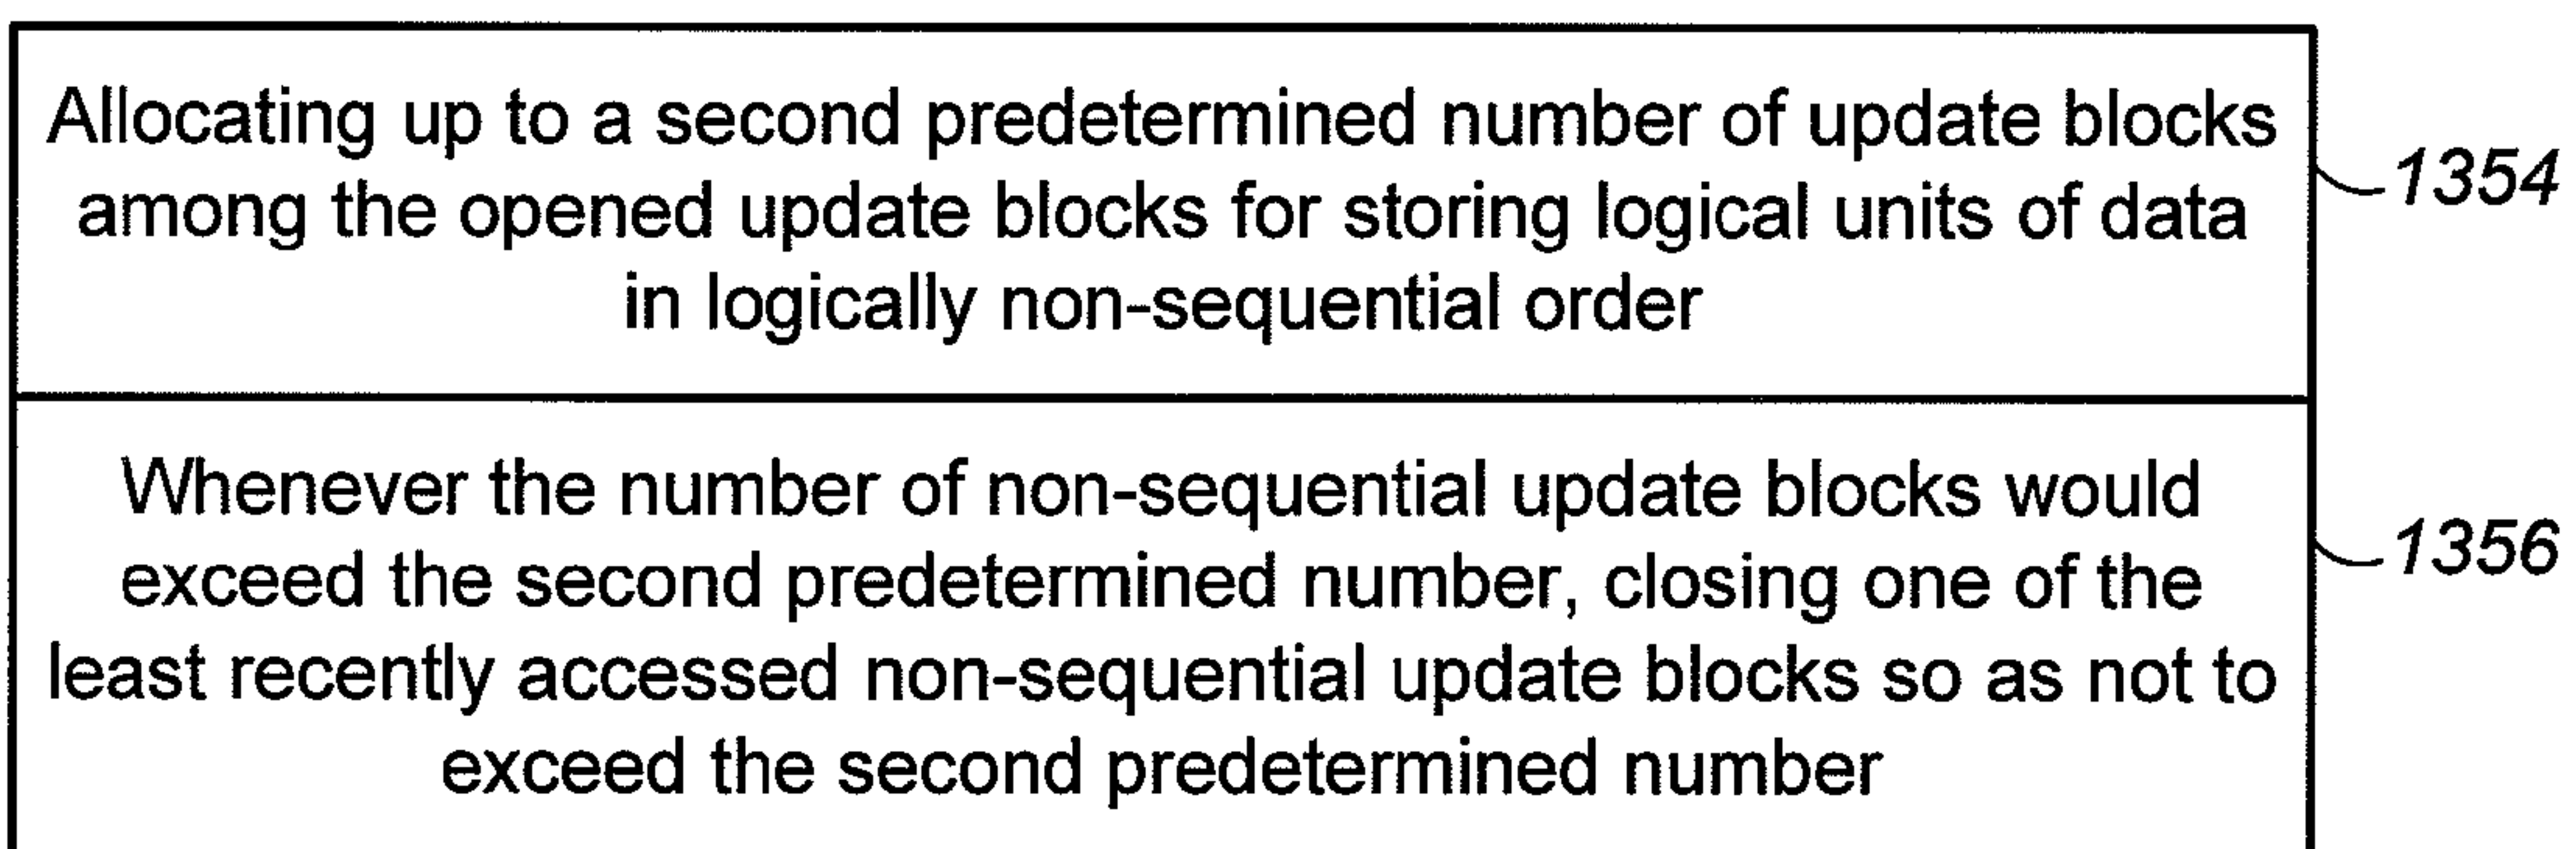 Allocating up to a second predetermined number of update blocks
among the opened update blocks for storing logical units of data
in logically non-sequential order
1354
Whenever the number of non-sequential update blocks would
exceed the second predetermined number, closing one of the
least recently accessed non-sequential update blocks so as not to
exceed the second predetermined number
1356